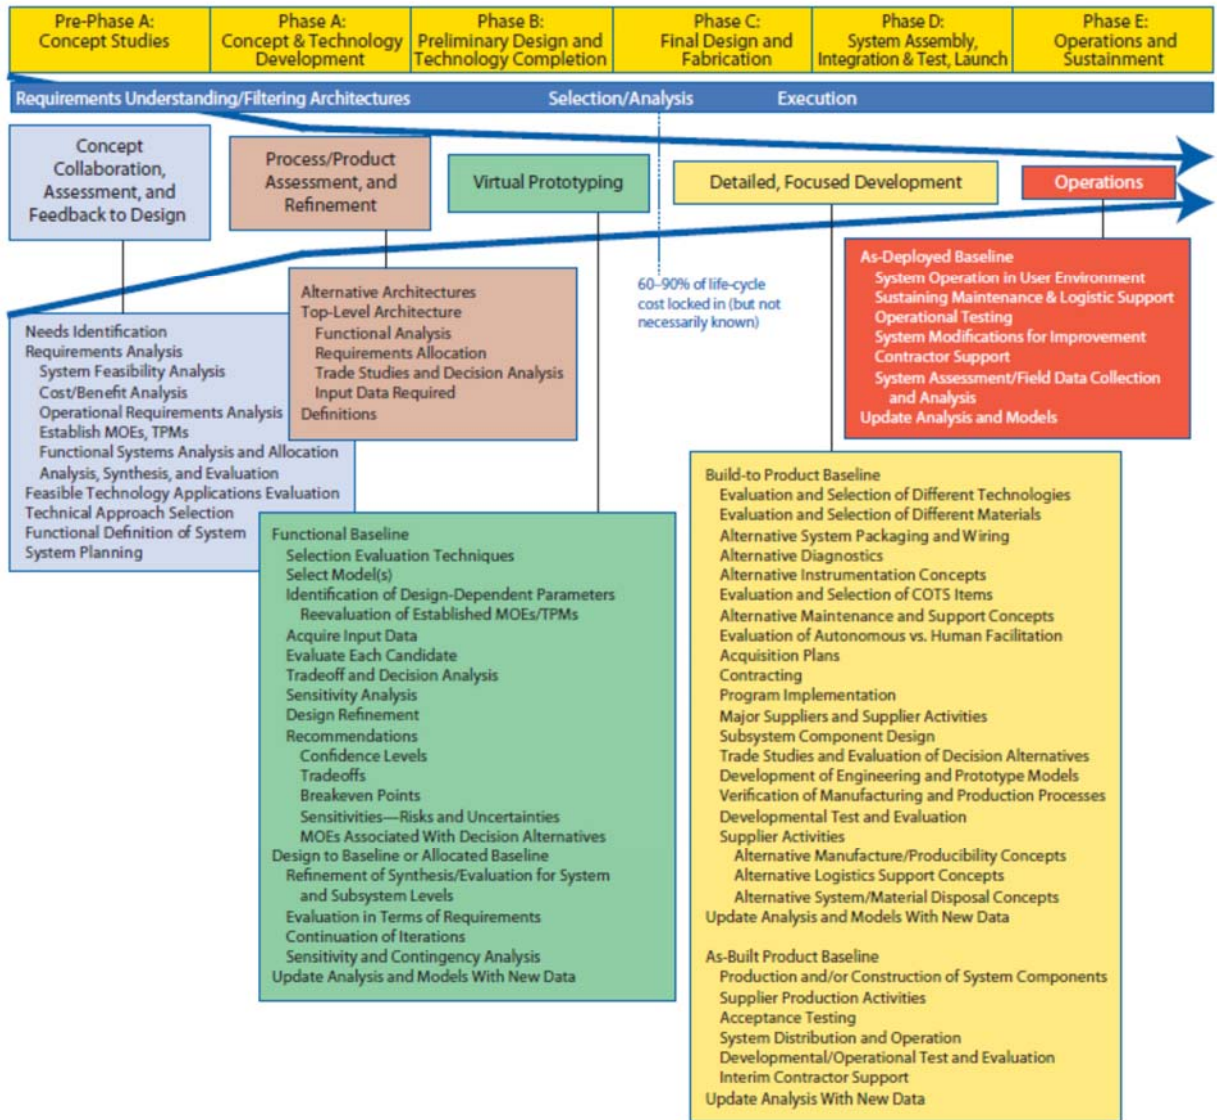 Pre-Phase A:
Concept Studies
Phase A:
Concept & Technology
Development
Phase B:
Preliminary Design and
Technology Completion
Phase C:
Final Design and
Fabrication
Phase D:
System Assembly,
Integration & Test, Launch
Phase E:
Operations and
Sustainment
Requirements Understanding/Filtering Architectures
Selection/Analysis
Execution
Concept
Collaboration,
Assessment, and
Feedback to Design
Process/Product
Assessment, and
Refinement
Virtual Prototyping
Detailed, Focused Development
Operations
60–90% of life-cycle
cost locked in (but not
necessarily known)
Needs Identification
Requirements Analysis
System Feasibility Analysis
Cost/Benefit Analysis
Operational Requirements Analysis
Establish MOEs, TPMs
Functional Systems Analysis and Allocation
Analysis, Synthesis, and Evaluation
Feasible Technology Applications Evaluation
Technical Approach Selection
Functional Definition of System
System Planning
Alternative Architectures
Top-Level Architecture
Functional Analysis
Requirements Allocation
Trade Studies and Decision Analysis
Input Data Required
Definitions
Functional Baseline
Selection Evaluation Techniques
Select Model(s)
Identification of Design-Dependent Parameters
Reevaluation of Established MOEs/TPMs
Acquire Input Data
Evaluate Each Candidate
Tradeoff and Decision Analysis
Sensitivity Analysis
Design Refinement
Recommendations
Confidence Levels
Tradeoffs
Breakeven Points
Sensitivities—Risks and Uncertainties
MOEs Associated With Decision Alternatives
Design to Baseline or Allocated Baseline
Refinement of Synthesis/Evaluation for System
and Subsystem Levels
Evaluation in Terms of Requirements
Continuation of Iterations
Sensitivity and Contingency Analysis
Update Analysis and Models With New Data
Build-to Product Baseline
Evaluation and Selection of Different Technologies
Evaluation and Selection of Different Materials
Alternative System Packaging and Wiring
Alternative Diagnostics
Alternative Instrumentation Concepts
Evaluation and Selection of COTS Items
Alternative Maintenance and Support Concepts
Evaluation of Autonomous vs. Human Facilitation
Acquisition Plans
Contracting
Program Implementation
Major Suppliers and Supplier Activities
Subsystem Component Design
Trade Studies and Evaluation of Decision Alternatives
Development of Engineering and Prototype Models
Verification of Manufacturing and Production Processes
Developmental Test and Evaluation
Supplier Activities
Alternative Manufacture/Producibility Concepts
Alternative Logistics Support Concepts
Alternative System/Material Disposal Concepts
Update Analysis and Models With New Data
As-Built Product Baseline
Production and/or Construction of System Components
Supplier Production Activities
Acceptance Testing
System Distribution and Operation
Developmental/Operational Test and Evaluation
Interim Contractor Support
Update Analysis With New Data
As-Deployed Baseline
System Operation in User Environment
Sustaining Maintenance & Logistic Support
Operational Testing
System Modifications for Improvement
Contractor Support
System Assessment/Field Data Collection
and Analysis
Update Analysis and Models